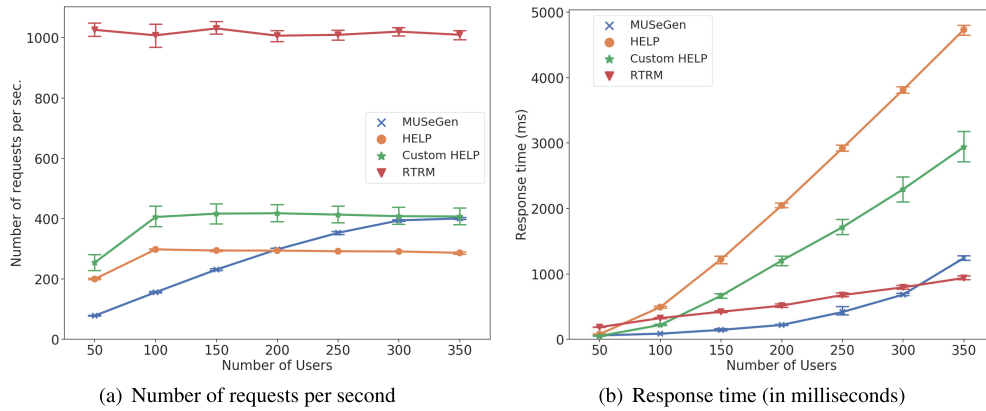 1000
800
600
400
200
0
Number of requests per sec.
MUSeGen
HELP
Custom HELP
RTRM
50 100 150 200 250 300 350
Number of Users
(a) Number of requests per second
5000
4000
3000
2000
1000
0
Response time (ms)
MUSeGen
HELP
Custom HELP
RTRM
50 100 150 200 250 300 350
Number of Users
(b) Response time (in milliseconds)